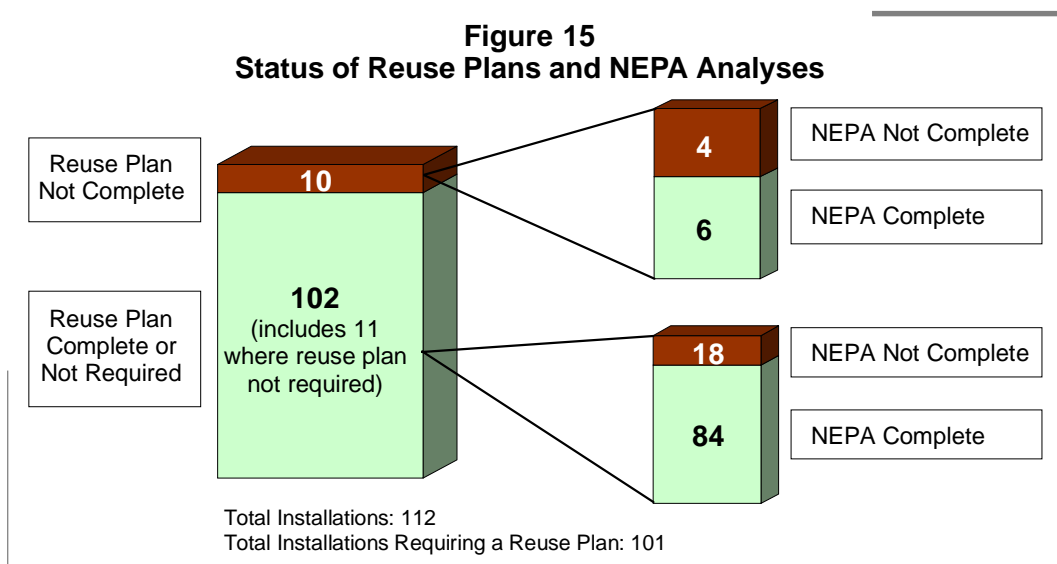 Figure 15
Status of Reuse Plans and NEPA Analyses
Reuse Plan
Not Complete
10
4
NEPA Not Complete
6
NEPA Complete
Reuse Plan
Complete or
Not Required
102
(includes 11
where reuse plan
not required)
18
NEPA Not Complete
84
NEPA Complete
Total Installations: 112
Total Installations Requiring a Reuse Plan: 101